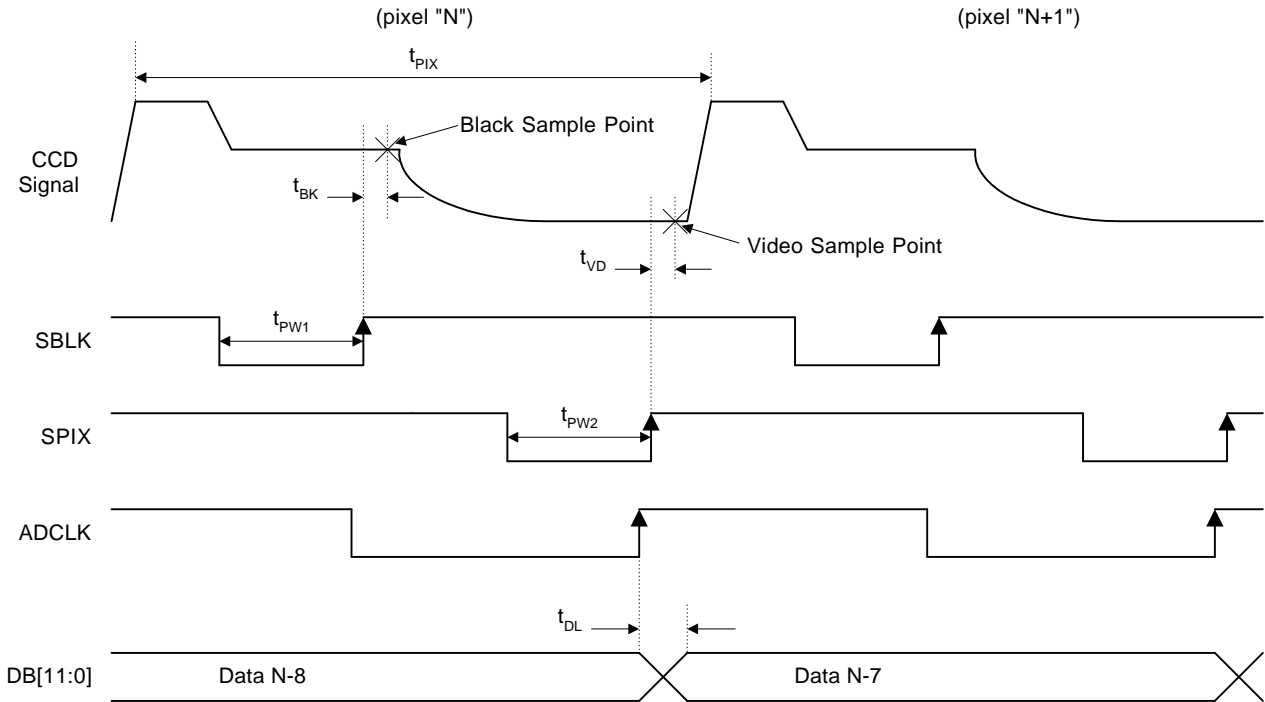 (pixel "N") (pixel "N+1")
tPIX
Black Sample Point
CCD
Signal
tBK
Video Sample Point
tVD
tPW1
SBLK
tPW2
SPIX
ADCLK
tDL
DB[11:0] Data N-8 Data N-7